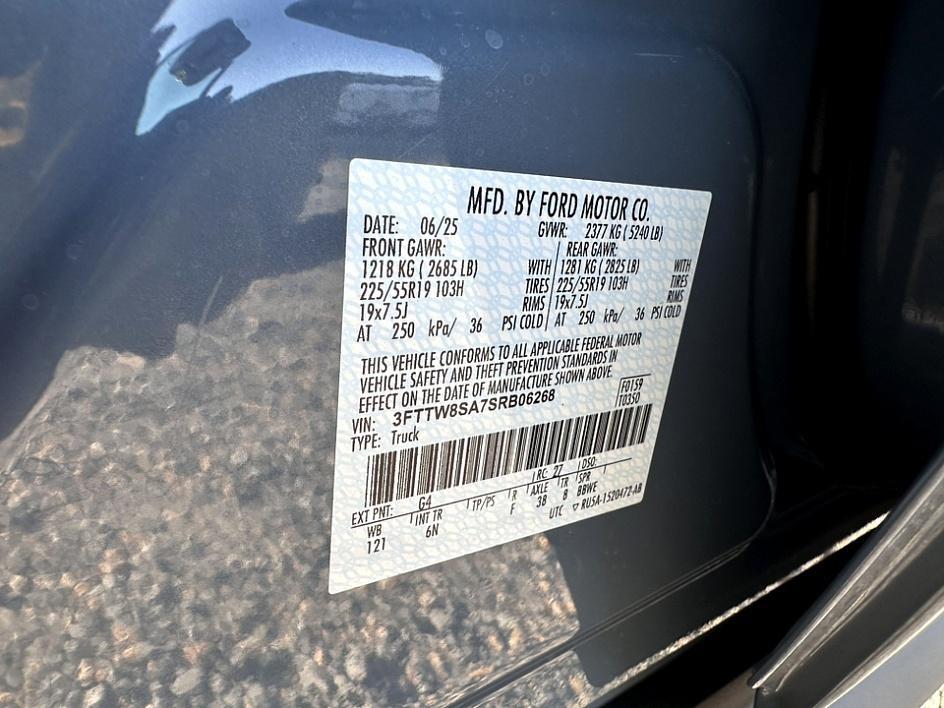 MFD. BY FORD MOTOR CO.
DATE: 06/25 GVWR: 2377 KG ( 5240 LB)
FRONT GAWR: REAR GAWR:
1218 KG ( 2685 LB) WITH 1281 KG ( 2825 LB) WITH
225/55R19 103H TIRES 225/55R19 103H TIRES
19x7.5J RIMS 19x7.5J RIMS
AT 250 kPa/ 36 PSI COLD AT 250 kPa/ 36 PSI COLD
THIS VEHICLE CONFORMS TO ALL APPLICABLE FEDERAL MOTOR
VEHICLE SAFETY AND THEFT PREVENTION STANDARDS IN
EFFECT ON THE DATE OF MANUFACTURE SHOWN ABOVE.
F0159
VIN: 3FTTW8SA7SRB06268 T0350
TYPE: Truck
EXT PNT: G4 RC: 27 DSO:
WB INT TR TP/PS R AXLE TR SPR
121 6N F 3B 8 BBWE
UTC ▽ RU5A-1520472-AB